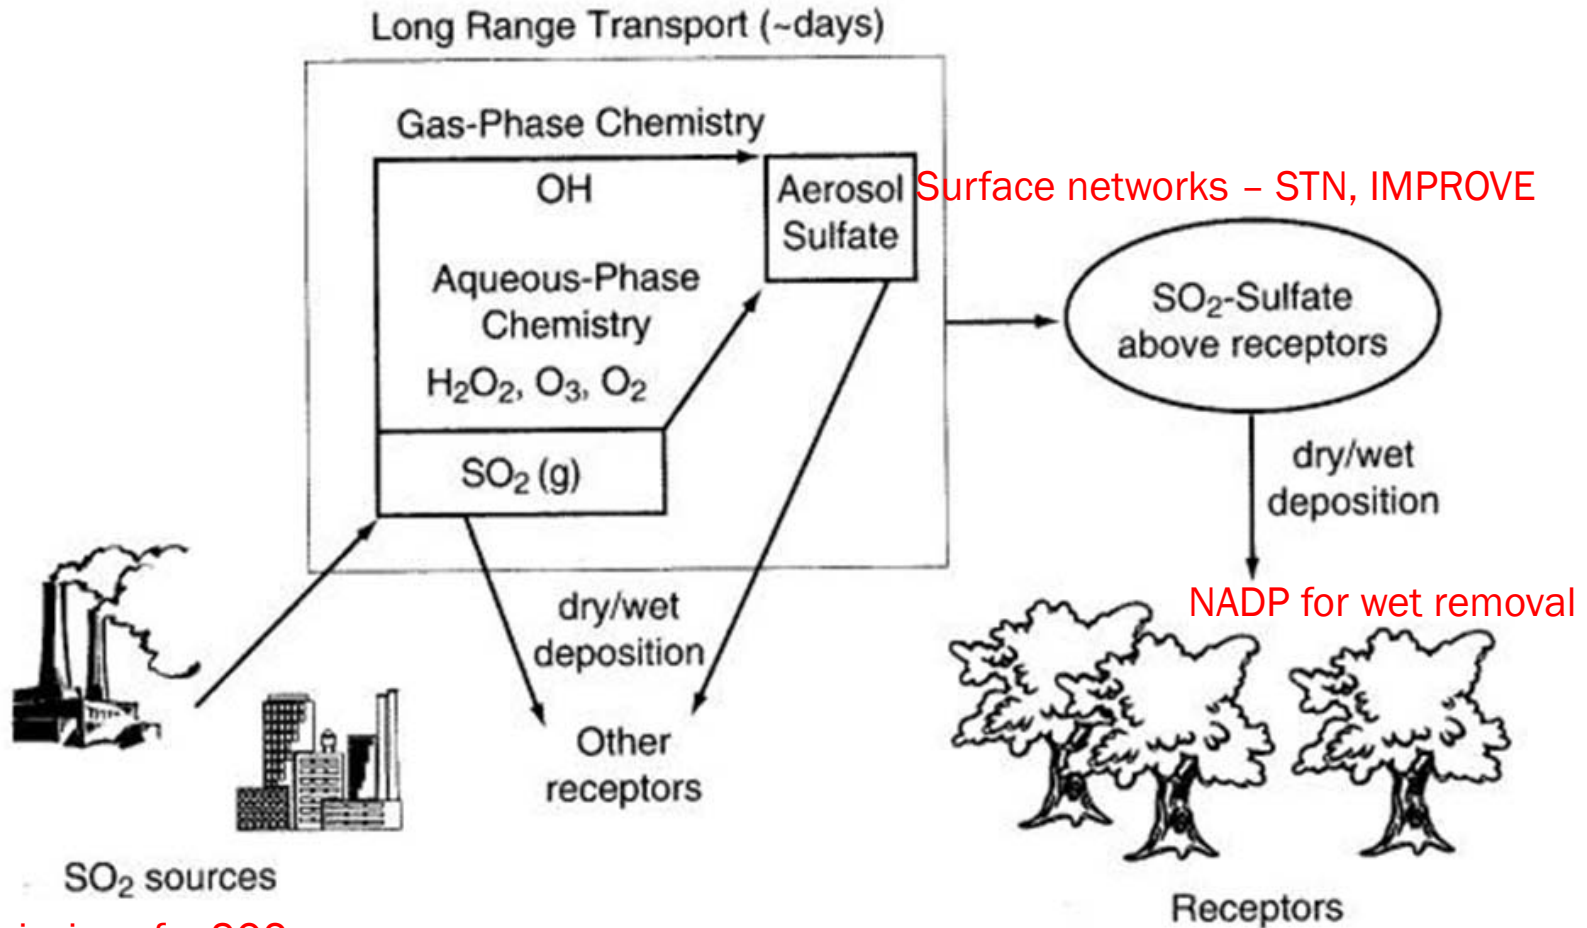 Long Range Transport (~days)
Gas-Phase Chemistry
OH
Aerosol
Sulfate
Surface networks – STN, IMPROVE
Aqueous-Phase
Chemistry
H₂O₂, O₃, O₂
SO₂ (g)
SO₂-Sulfate
above receptors
dry/wet
deposition
NADP for wet removal
dry/wet
deposition
Other
receptors
SO₂ sources
Receptors